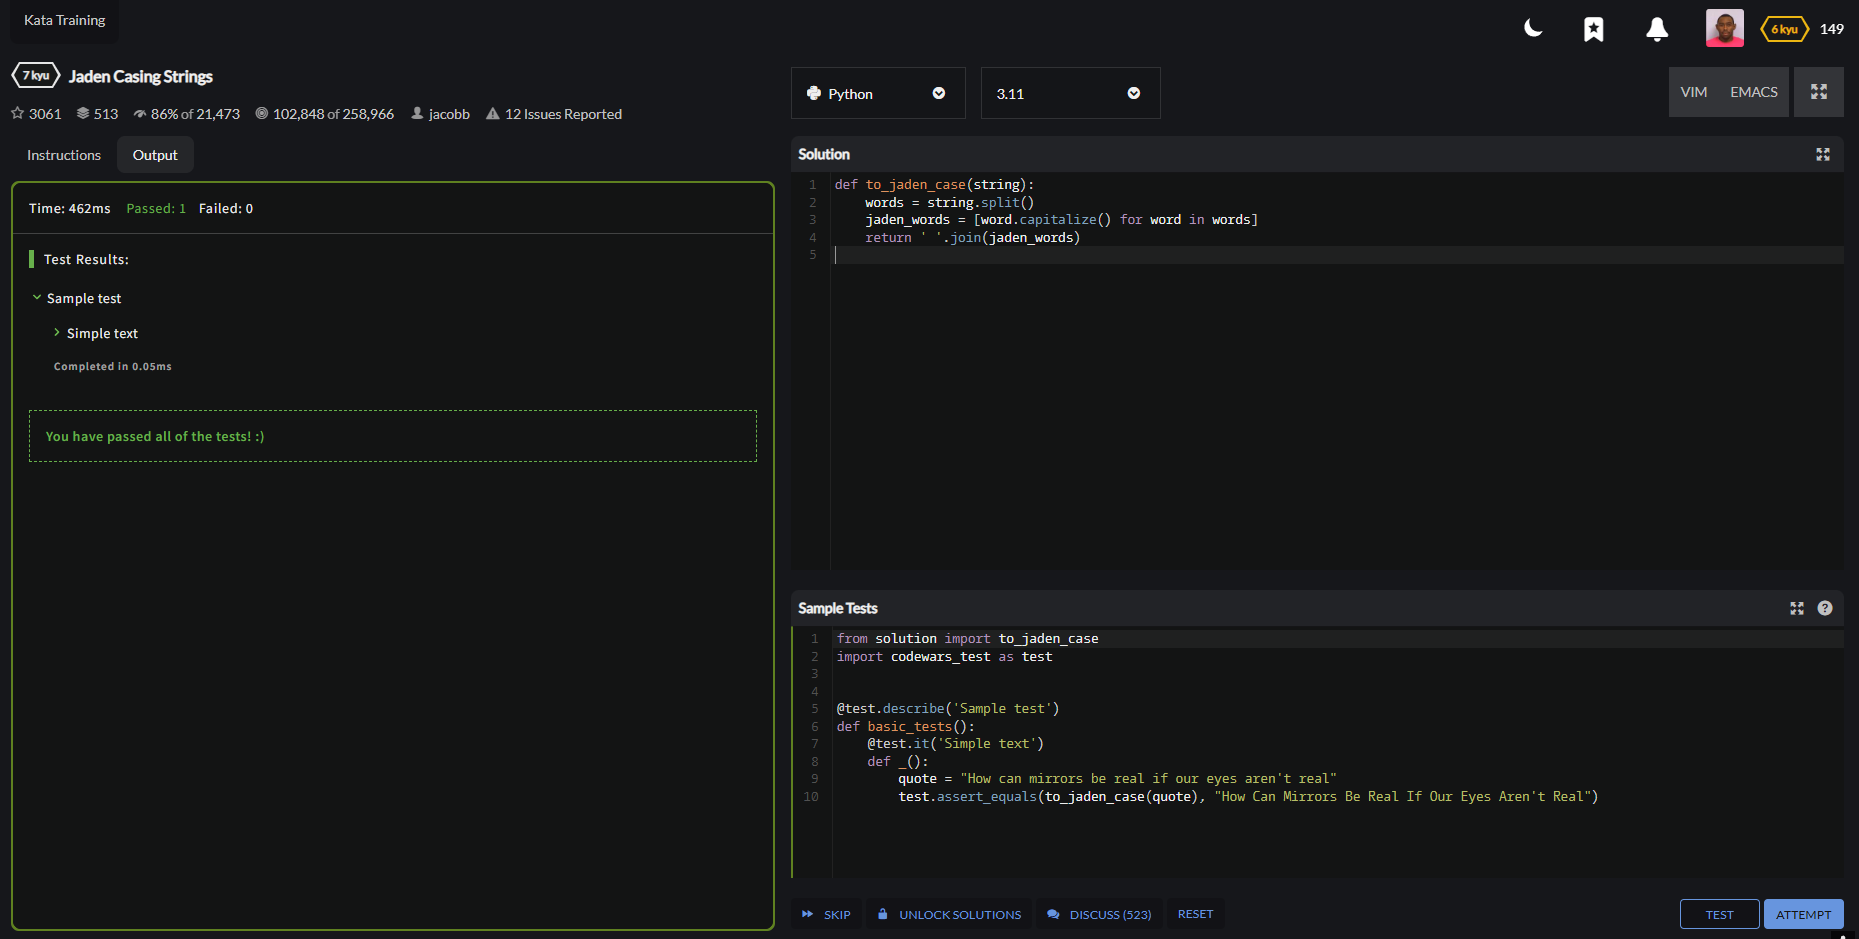 Kata Training
6 kyu 149
7 kyu Jaden Casing Strings
3061 513 86% of 21,473 102,848 of 258,966 jacobb 12 Issues Reported
Instructions Output
Time: 462ms Passed: 1 Failed: 0
Test Results:
Sample test
Simple text
Completed in 0.05ms
You have passed all of the tests! :)
Python 3.11 VIM EMACS
Solution
1 def to_jaden_case(string):
2     words = string.split()
3     jaden_words = [word.capitalize() for word in words]
4     return ' '.join(jaden_words)
5
Sample Tests
1 from solution import to_jaden_case
2 import codewars_test as test
3
4
5 @test.describe('Sample test')
6 def basic_tests():
7     @test.it('Simple text')
8     def _():
9         quote = "How can mirrors be real if our eyes aren't real"
10         test.assert_equals(to_jaden_case(quote), "How Can Mirrors Be Real If Our Eyes Aren't Real")
SKIP UNLOCK SOLUTIONS DISCUSS (523) RESET TEST ATTEMPT